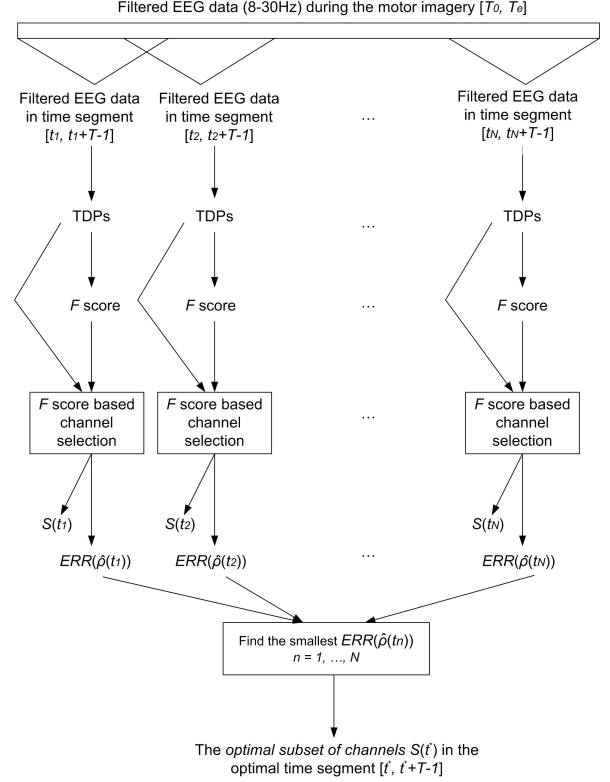 Filtered EEG data (8-30Hz) during the motor imagery [T0, Te]
Filtered EEG data
in time segment
[t1, t1+T-1]
Filtered EEG data
in time segment
[t2, t2+T-1]
...
Filtered EEG data
in time segment
[tN, tN+T-1]
TDPs
TDPs
...
TDPs
F score
F score
...
F score
F score based
channel
selection
F score based
channel
selection
...
F score based
channel
selection
S(t1)
S(t2)
S(tN)
ERR(ρ̂(t1))
ERR(ρ̂(t2))
...
ERR(ρ̂(tN))
Find the smallest ERR(ρ̂(tn))
n = 1, ..., N
The optimal subset of channels S(t*) in the
optimal time segment [t*, t*+T-1]